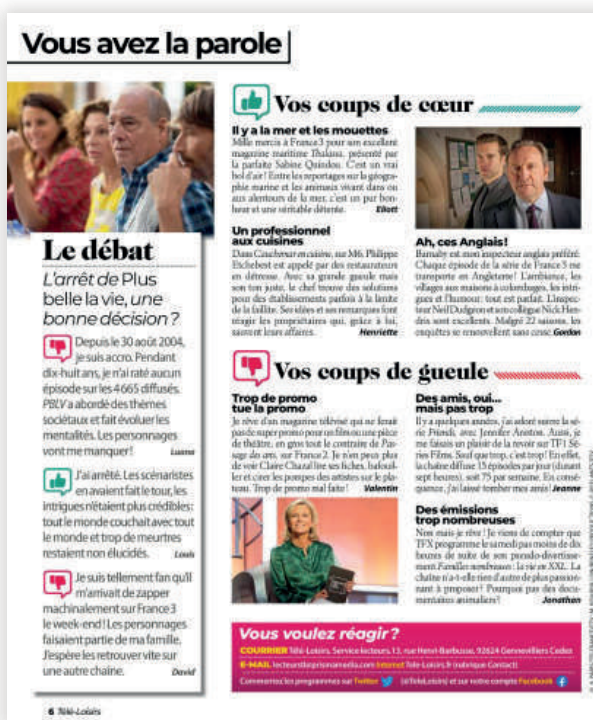 Vous avez la parole
Le débat
L'arrêt de Plus
belle la vie, une
bonne décision ?
Depuis le 30 août 2004,
je suis accro. Pendant
dix-huit ans, je n'ai raté aucun
épisode sur les 4665 diffusés.
PBLV a abordé des thèmes
sociétaux et fait évoluer les
mentalités. Les personnages
vont me manquer! Luana
J'ai arrêté. Les scénaristes
en avaient fait le tour, les
intrigues n'étaient plus crédibles:
tout le monde couchait avec tout
le monde et trop de meurtres
restaient non élucidés. Louis
Je suis tellement fan qu'il
m'arrivait de zapper
machinalement sur France 3
le week-end! Les personnages
faisaient partie de ma famille.
J'espère les retrouver vite sur
une autre chaîne. David
Vos coups de cœur
Il y a la mer et les mouettes
Mille mercis à France 3 pour son excellent
magazine maritime Thalassa, présenté par
la parfaite Sabine Quindou. C'est un vrai
bol d'air! Entre les reportages sur la géogra-
phie marine et les animaux vivant dans ou
aux alentours de la mer, c'est un pur bon-
heur et une véritable détente. Eliott
Un professionnel
aux cuisines
Dans Cauchemar en cuisine, sur M6, Philippe
Etchebest est appelé par des restaurateurs
en détresse. Avec sa grande gueule mais
son ton juste, le chef trouve des solutions
pour des établissements parfois à la limite
de la faillite. Ses idées et ses remarques font
réagir les propriétaires qui, grâce à lui,
sauvent leurs affaires. Henriette
Ah, ces Anglais!
Barnaby est mon inspecteur anglais préféré.
Chaque épisode de la série de France 3 me
transporte en Angleterre! L'ambiance, les
villages aux maisons à colombages, les intri-
gues et l'humour: tout est parfait. L'inspec-
teur Neil Dudgeon et son collègue Nick Hen-
drix sont excellents. Malgré 22 saisons, les
enquêtes se renouvellent sans cesse. Gordon
Vos coups de gueule
Trop de promo
tue la promo
Je rêve d'un magazine télévisé qui ne ferait
pas de super promo pour un film ou une pièce
de théâtre, en gros tout le contraire de Pas-
sage des arts, sur France 2. Je n'en peux plus
de voir Claire Chazal lire ses fiches, bafouil-
ler et cirer les pompes des artistes sur le pla-
teau. Trop de promo mal faite! Valentin
Des amis, oui...
mais pas trop
Il y a quelques années, j'ai adoré suivre la sé-
rie Friends, avec Jennifer Aniston. Aussi, je
me faisais un plaisir de la revoir sur TF1 Sé-
ries Films. Sauf que trop, c'est trop! En effet,
la chaîne diffuse 15 épisodes par jour (durant
sept heures), soit 75 par semaine. En consé-
quence, j'ai laissé tomber mes amis! Jeanne
Des émissions
trop nombreuses
Non mais je rêve! Je viens de compter que
TFX programme le samedi pas moins de dix
heures de suite de son pseudo-divertisse-
ment Familles nombreuses : la vie en XXL. La
chaîne n'a-t-elle rien d'autre de plus passion-
nant à proposer? Pourquoi pas des docu-
mentaires animaliers? Jonathan
Vous voulez réagir ?
COURRIER Télé-Loisirs, Service lecteurs, 13, rue Henri-Barbusse, 92624 Gennevilliers Cedex
E-MAIL lecteurstl@prismamedia.com Internet Tele-Loisirs.fr (rubrique Contact)
Commentez les programmes sur Twitter (@TeleLoisirs) et sur notre compte Facebook
6 Télé-Loisirs